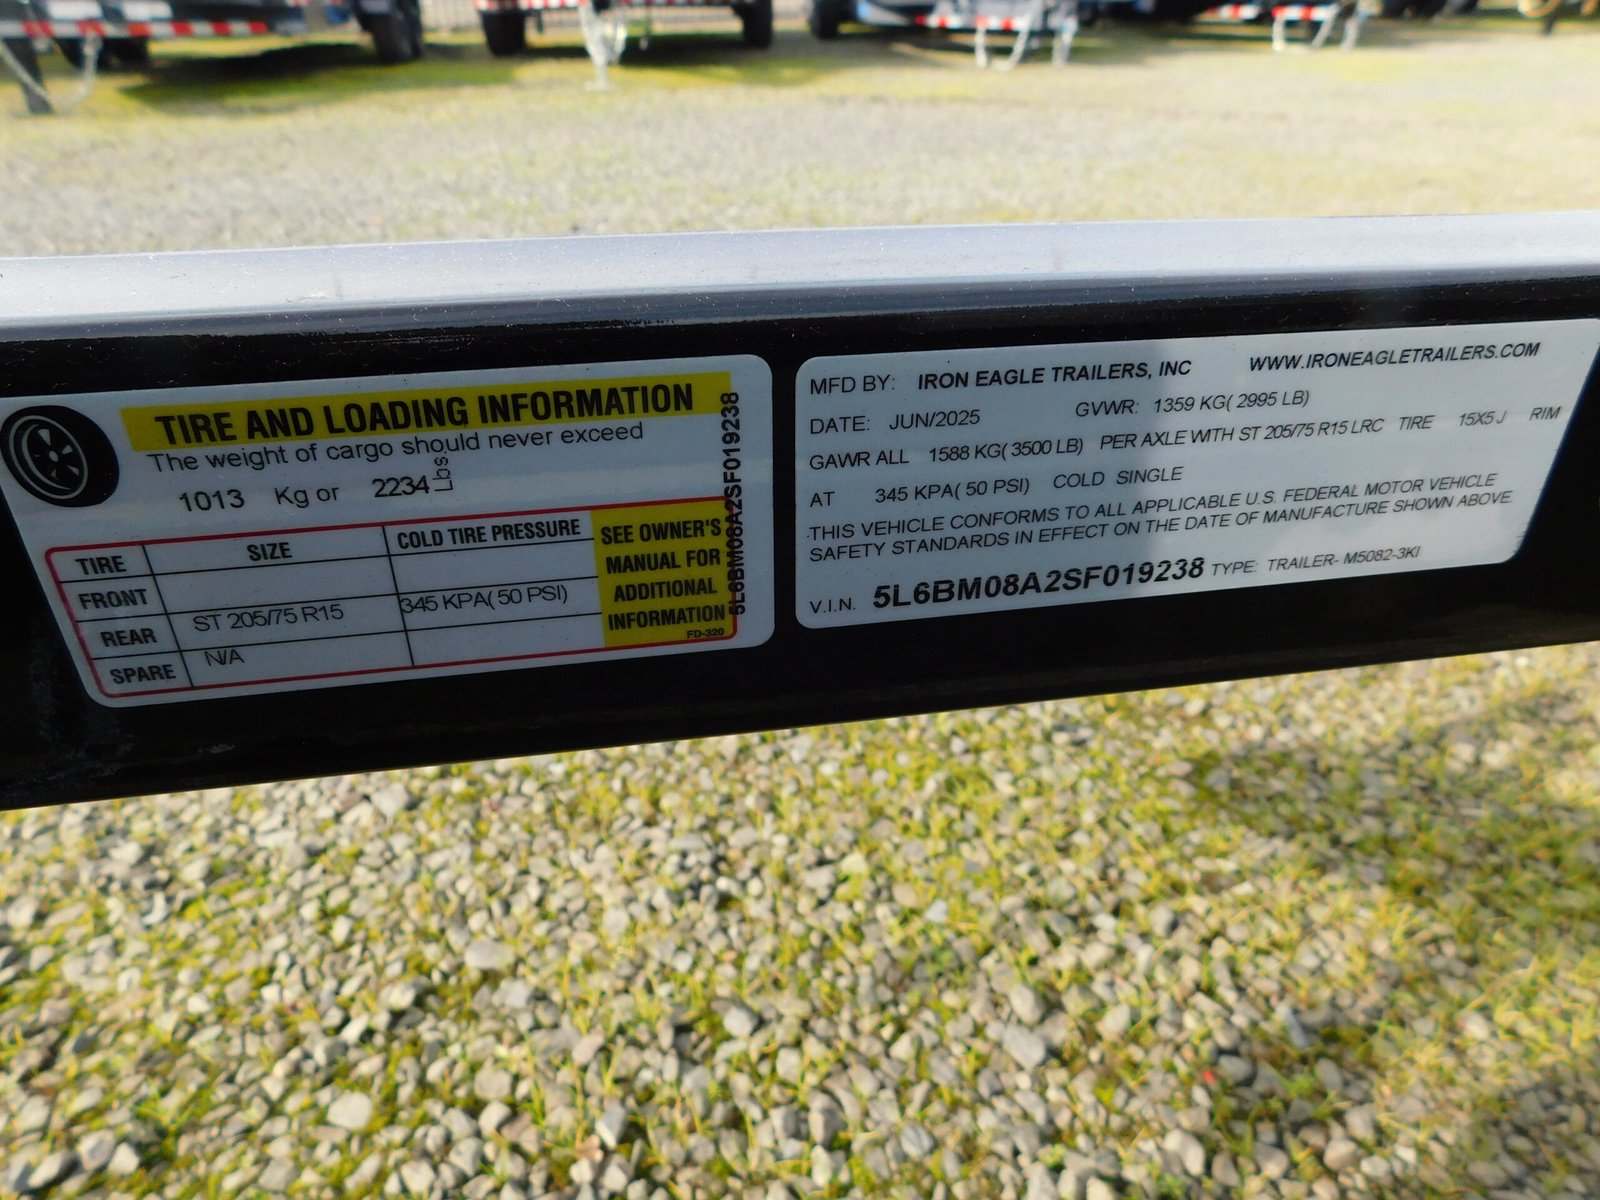 TIRE AND LOADING INFORMATION
The weight of cargo should never exceed
1013 Kg or 2234 Lbs
TIRE SIZE COLD TIRE PRESSURE
FRONT
REAR ST 205/75 R15 345 KPA( 50 PSI)
SPARE N/A
SEE OWNER'S
MANUAL FOR
ADDITIONAL
INFORMATION
FD-320
5L6BM08A2SF019238
MFD BY: IRON EAGLE TRAILERS, INC WWW.IRONEAGLETRAILERS.COM
DATE: JUN/2025 GVWR: 1359 KG( 2995 LB)
GAWR ALL 1588 KG( 3500 LB) PER AXLE WITH ST 205/75 R15 LRC TIRE 15X5 J RIM
AT 345 KPA( 50 PSI) COLD SINGLE
THIS VEHICLE CONFORMS TO ALL APPLICABLE U.S. FEDERAL MOTOR VEHICLE
SAFETY STANDARDS IN EFFECT ON THE DATE OF MANUFACTURE SHOWN ABOVE.
V.I.N. 5L6BM08A2SF019238 TYPE: TRAILER- M5082-3KI